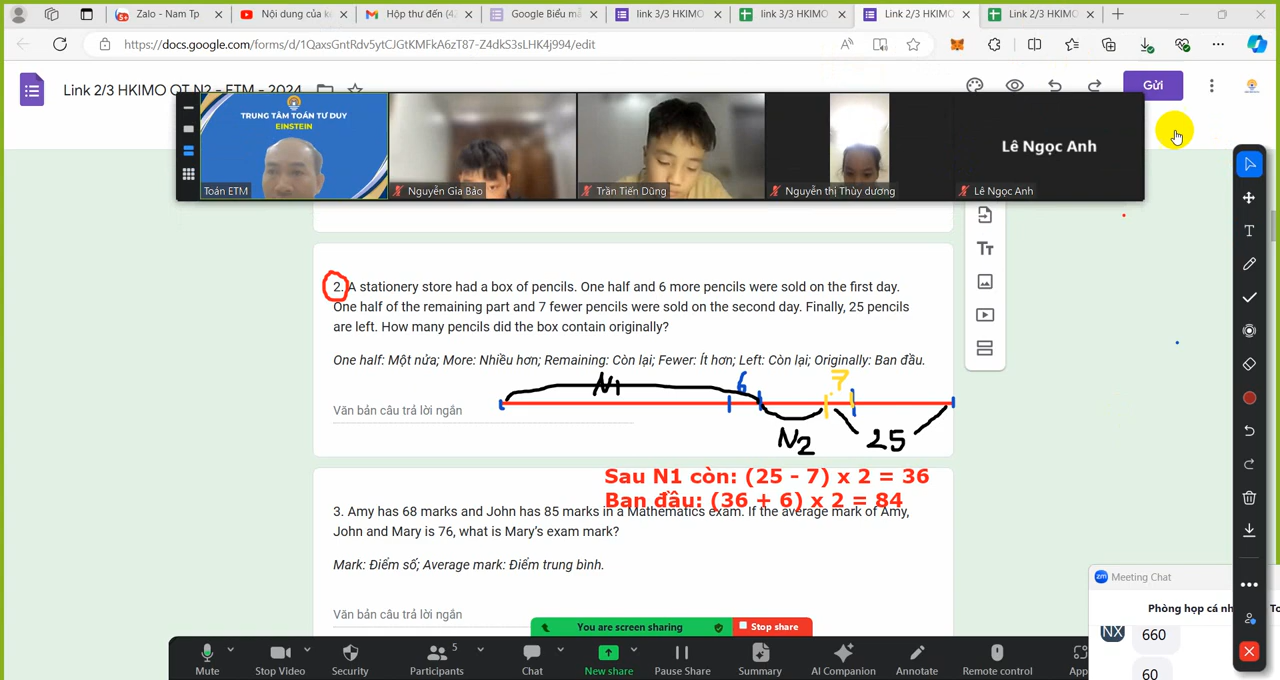 Zalo - Nam Tp
Nội dung của k
Hộp thư đến (42
Google Biểu mẫ
link 3/3 HKIMO
link 3/3 HKIMO
Link 2/3 HKIMO
Link 2/3 HKIMO
https://docs.google.com/forms/d/1QaxsGntRdv5ytCJGtKMFkA6zT87-Z4dkS3sLHK4j994/edit
Link 2/3 HKIMO QT N2 - ETM - 2024
Gửi
TRUNG TÂM TOÁN TƯ DUY
EINSTEIN
Toán ETM
Nguyễn Gia Bảo
Trần Tiến Dũng
Nguyễn thị Thùy dương
Lê Ngọc Anh
Lê Ngọc Anh
2. A stationery store had a box of pencils. One half and 6 more pencils were sold on the first day.
One half of the remaining part and 7 fewer pencils were sold on the second day. Finally, 25 pencils
are left. How many pencils did the box contain originally?
One half: Một nửa; More: Nhiều hơn; Remaining: Còn lại; Fewer: Ít hơn; Left: Còn lại; Originally: Ban đầu.
N1
6
7
Văn bản câu trả lời ngắn
N2
25
Sau N1 còn: (25 - 7) x 2 = 36
Ban đầu: (36 + 6) x 2 = 84
3. Amy has 68 marks and John has 85 marks in a Mathematics exam. If the average mark of Amy,
John and Mary is 76, what is Mary's exam mark?
Mark: Điểm số; Average mark: Điểm trung bình.
Văn bản câu trả lời ngắn
You are screen sharing
Stop share
Meeting Chat
Phòng họp cá nh
To
NX
660
60
Mute
Stop Video
Security
Participants
5
Chat
New share
Pause Share
Summary
AI Companion
Annotate
Remote control
App